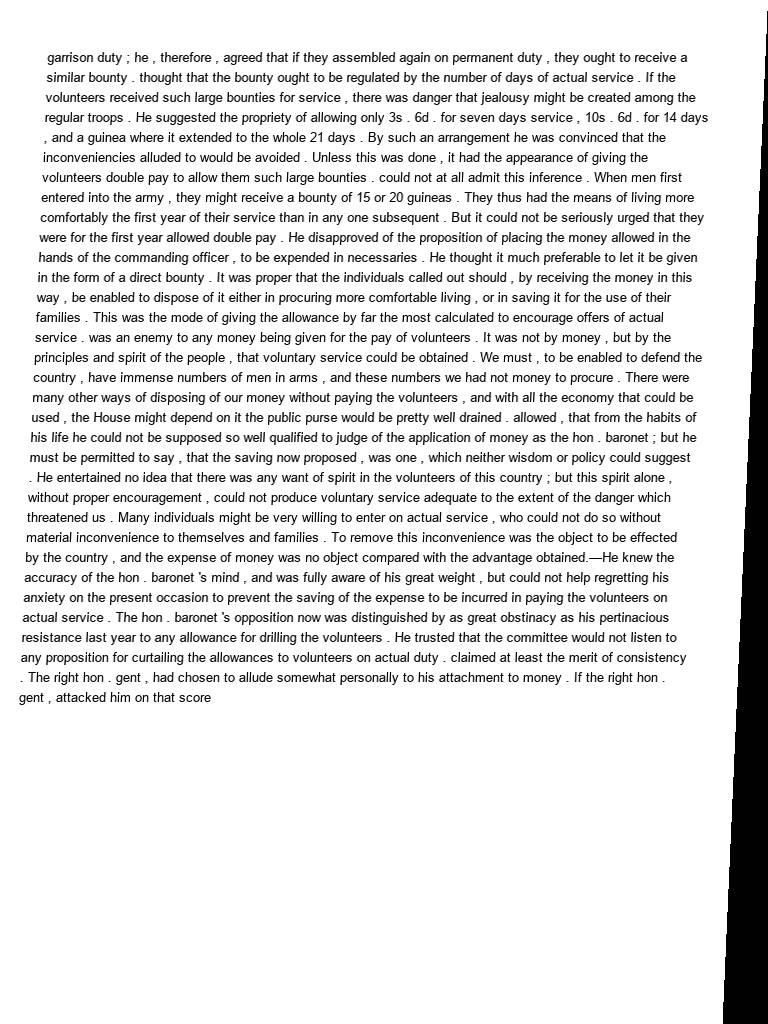 garrison duty ; he , therefore , agreed that if they assembled again on permanent duty , they ought to receive a
similar bounty . thought that the bounty ought to be regulated by the number of days of actual service . If the
volunteers received such large bounties for service , there was danger that jealousy might be created among the
regular troops . He suggested the propriety of allowing only 3s . 6d . for seven days service , 10s . 6d . for 14 days
, and a guinea where it extended to the whole 21 days . By such an arrangement he was convinced that the
inconveniencies alluded to would be avoided . Unless this was done , it had the appearance of giving the
volunteers double pay to allow them such large bounties . could not at all admit this inference . When men first
entered into the army , they might receive a bounty of 15 or 20 guineas . They thus had the means of living more
comfortably the first year of their service than in any one subsequent . But it could not be seriously urged that they
were for the first year allowed double pay . He disapproved of the proposition of placing the money allowed in the
hands of the commanding officer , to be expended in necessaries . He thought it much preferable to let it be given
in the form of a direct bounty . It was proper that the individuals called out should , by receiving the money in this
way , be enabled to dispose of it either in procuring more comfortable living , or in saving it for the use of their
families . This was the mode of giving the allowance by far the most calculated to encourage offers of actual
service . was an enemy to any money being given for the pay of volunteers . It was not by money , but by the
principles and spirit of the people , that voluntary service could be obtained . We must , to be enabled to defend the
country , have immense numbers of men in arms , and these numbers we had not money to procure . There were
many other ways of disposing of our money without paying the volunteers , and with all the economy that could be
used , the House might depend on it the public purse would be pretty well drained . allowed , that from the habits of
his life he could not be supposed so well qualified to judge of the application of money as the hon . baronet ; but he
must be permitted to say , that the saving now proposed , was one , which neither wisdom or policy could suggest
. He entertained no idea that there was any want of spirit in the volunteers of this country ; but this spirit alone ,
without proper encouragement , could not produce voluntary service adequate to the extent of the danger which
threatened us . Many individuals might be very willing to enter on actual service , who could not do so without
material inconvenience to themselves and families . To remove this inconvenience was the object to be effected
by the country , and the expense of money was no object compared with the advantage obtained.—He knew the
accuracy of the hon . baronet 's mind , and was fully aware of his great weight , but could not help regretting his
anxiety on the present occasion to prevent the saving of the expense to be incurred in paying the volunteers on
actual service . The hon . baronet 's opposition now was distinguished by as great obstinacy as his pertinacious
resistance last year to any allowance for drilling the volunteers . He trusted that the committee would not listen to
any proposition for curtailing the allowances to volunteers on actual duty . claimed at least the merit of consistency
. The right hon . gent , had chosen to allude somewhat personally to his attachment to money . If the right hon .
gent , attacked him on that score